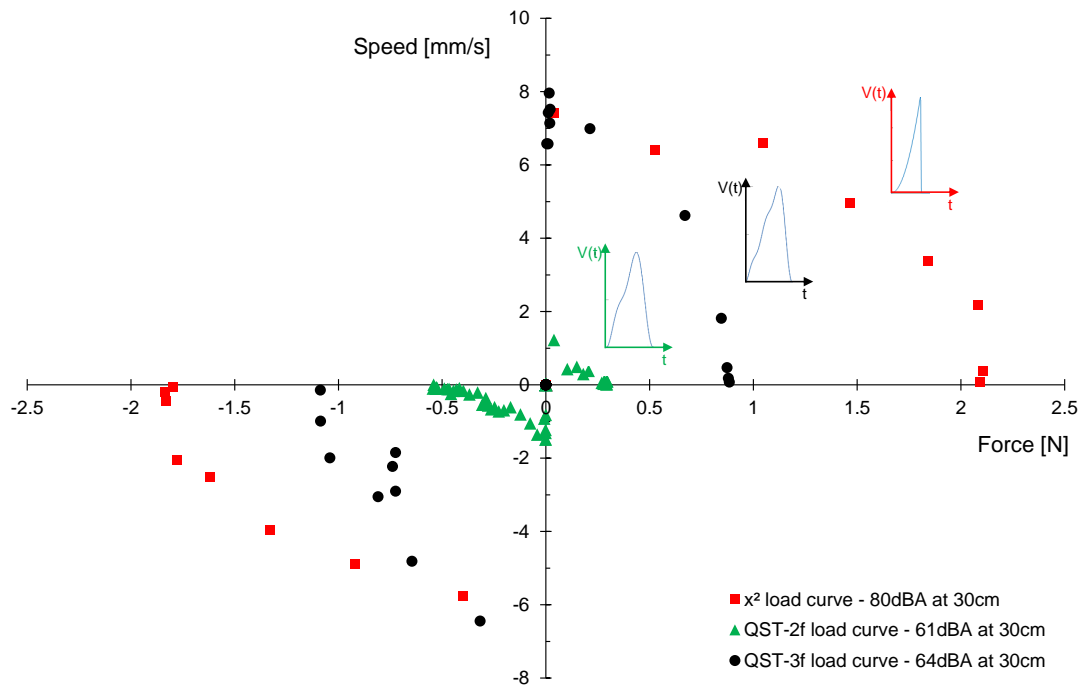 10
Speed [mm/s]
8
V(t)
t
6
V(t)
t
4
V(t)
t
2
0
-2.5 -2 -1.5 -1 -0.5 0 0.5 1 1.5 2 2.5
Force [N]
-2
-4
-6
-8
x² load curve - 80dBA at 30cm
QST-2f load curve - 61dBA at 30cm
QST-3f load curve - 64dBA at 30cm